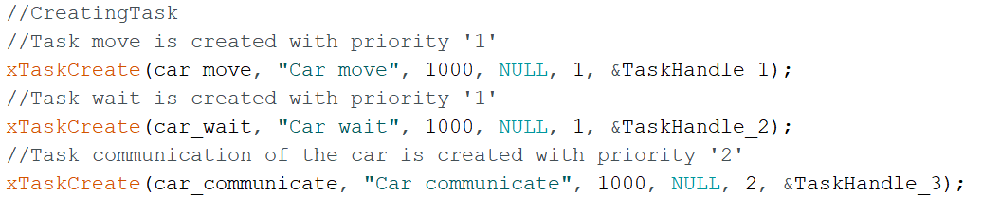 //CreatingTask
//Task move is created with priority '1'
xTaskCreate(car_move, "Car move", 1000, NULL, 1, &TaskHandle_1);
//Task wait is created with priority '1'
xTaskCreate(car_wait, "Car wait", 1000, NULL, 1, &TaskHandle_2);
//Task communication of the car is created with priority '2'
xTaskCreate(car_communicate, "Car communicate", 1000, NULL, 2, &TaskHandle_3);